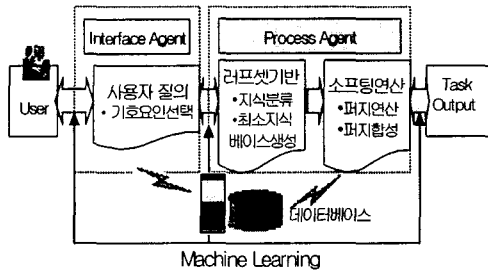 Interface Agent
Process Agent
User
사용자 질의
•기호요인선택
러프셋기반
•지식분류
•최소지식
베이스생성
소프팅연산
•퍼지연산
•퍼지합성
Task
Output
데이터베이스
Machine Learning